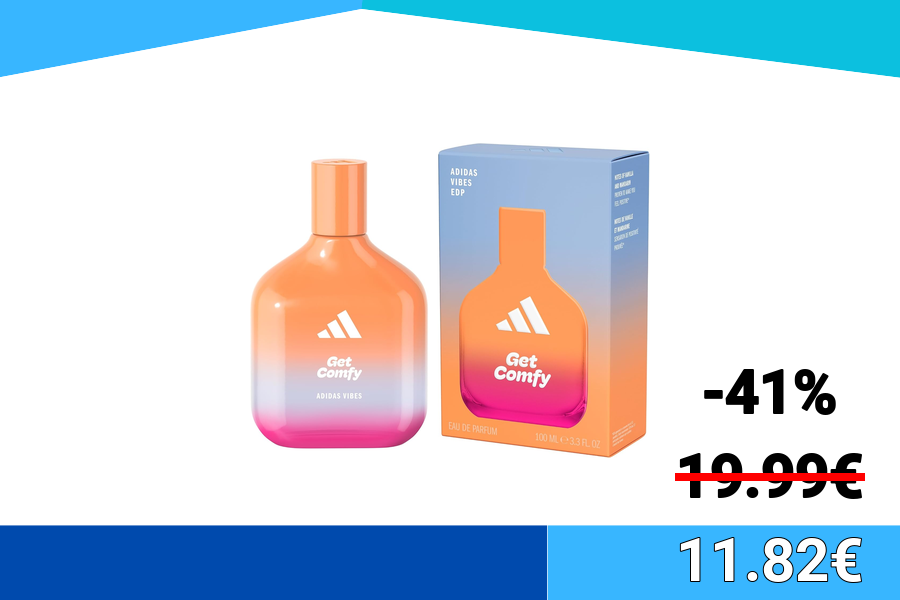 Get
Comfy
ADIDAS VIBES
ADIDAS
VIBES
EDP
Get
Comfy
EAU DE PARFUM
100 ML ℮ 3.3 FL. OZ
-41%
19.99€
11.82€